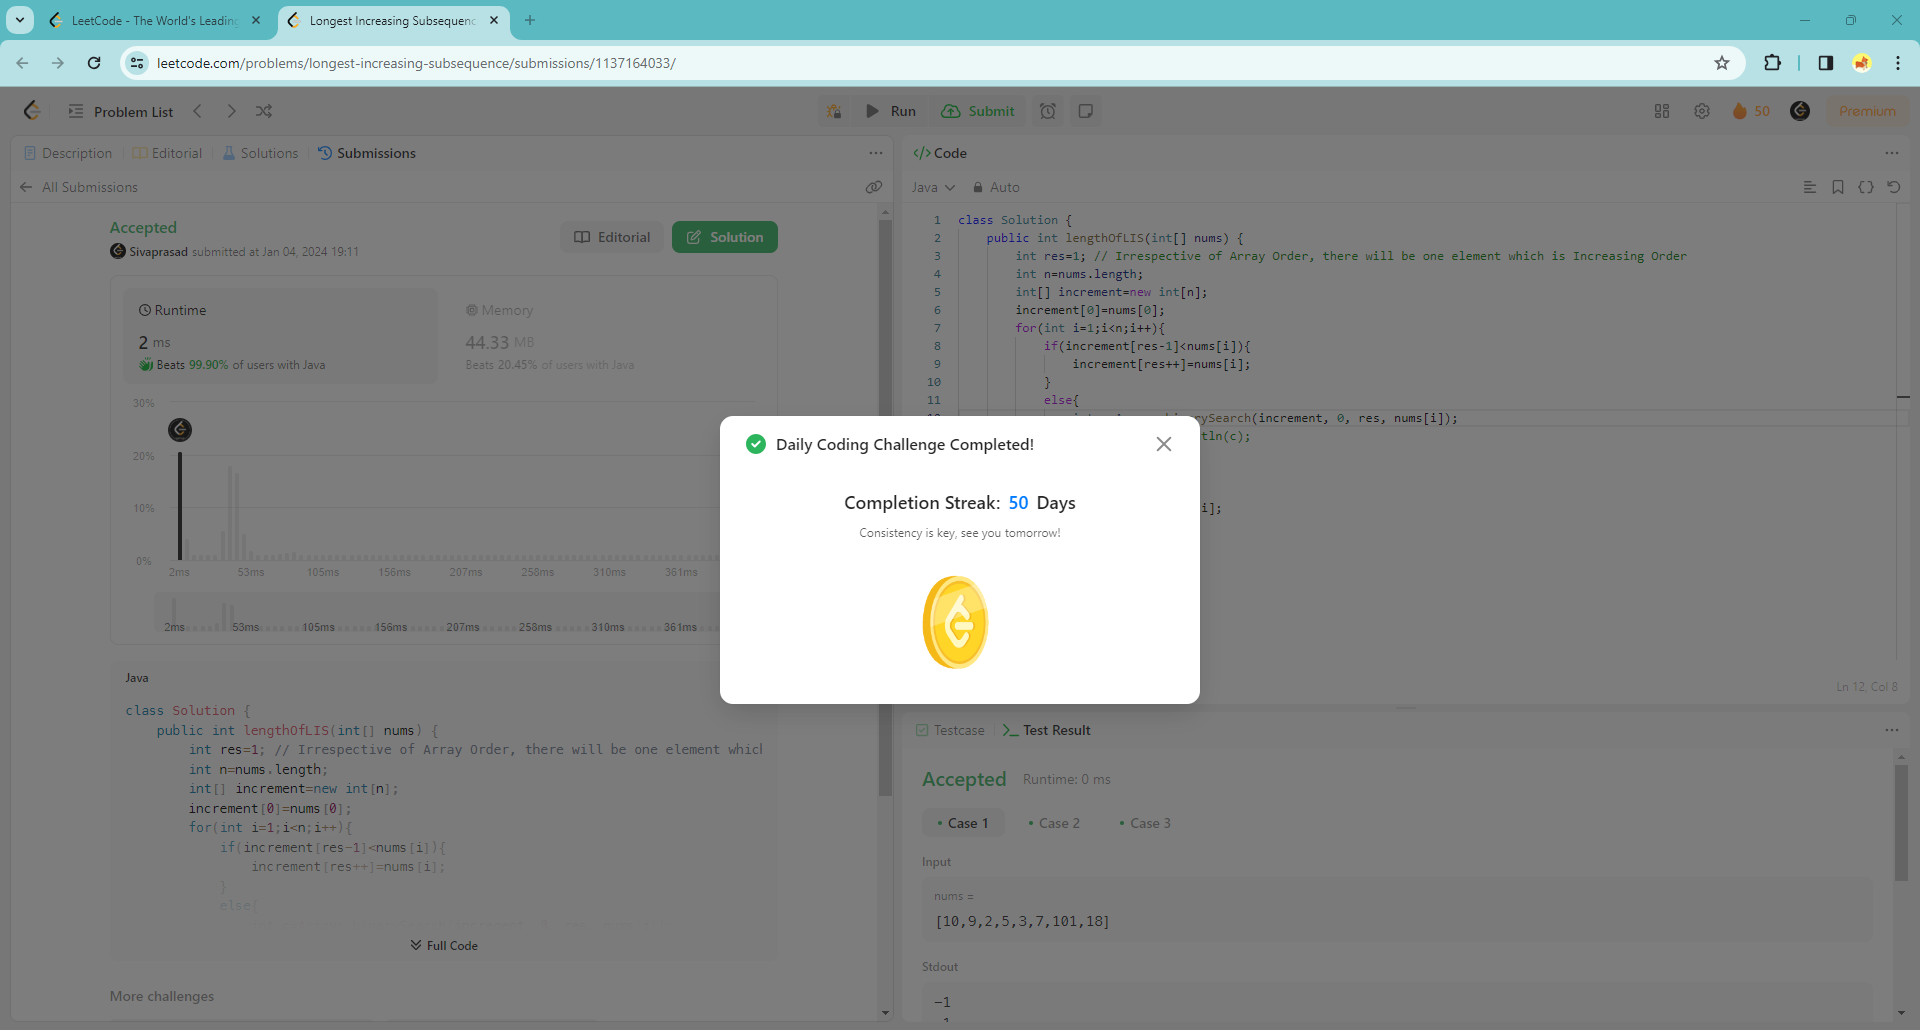 LeetCode - The World's Leading
Longest Increasing Subsequenc
leetcode.com/problems/longest-increasing-subsequence/submissions/1137164033/
Problem List
Run
Submit
50
Premium
Description
Editorial
Solutions
Submissions
All Submissions
Accepted
Sivaprasad submitted at Jan 04, 2024 19:11
Editorial
Solution
Runtime
2 ms
Beats 99.90% of users with Java
Memory
44.33 MB
Beats 20.45% of users with Java
30%
20%
10%
0%
2ms 53ms 105ms 156ms 207ms 258ms 310ms 361ms
2ms 53ms 105ms 156ms 207ms 258ms 310ms 361ms
Java
class Solution {
public int lengthOfLIS(int[] nums) {
int res=1; // Irrespective of Array Order, there will be one element which
int n=nums.length;
int[] increment=new int[n];
increment[0]=nums[0];
for(int i=1;i<n;i++){
if(increment[res-1]<nums[i]){
increment[res++]=nums[i];
}
else{
Full Code
More challenges
Code
Java
Auto
1 class Solution {
2 public int lengthOfLIS(int[] nums) {
3 int res=1; // Irrespective of Array Order, there will be one element which is Increasing Order
4 int n=nums.length;
5 int[] increment=new int[n];
6 increment[0]=nums[0];
7 for(int i=1;i<n;i++){
8 if(increment[res-1]<nums[i]){
9 increment[res++]=nums[i];
10 }
11 else{
ySearch(increment, 0, res, nums[i]);
tln(c);
i];
Ln 12, Col 8
Daily Coding Challenge Completed!
Completion Streak: 50 Days
Consistency is key, see you tomorrow!
Testcase
Test Result
Accepted
Runtime: 0 ms
Case 1
Case 2
Case 3
Input
nums =
[10,9,2,5,3,7,101,18]
Stdout
-1